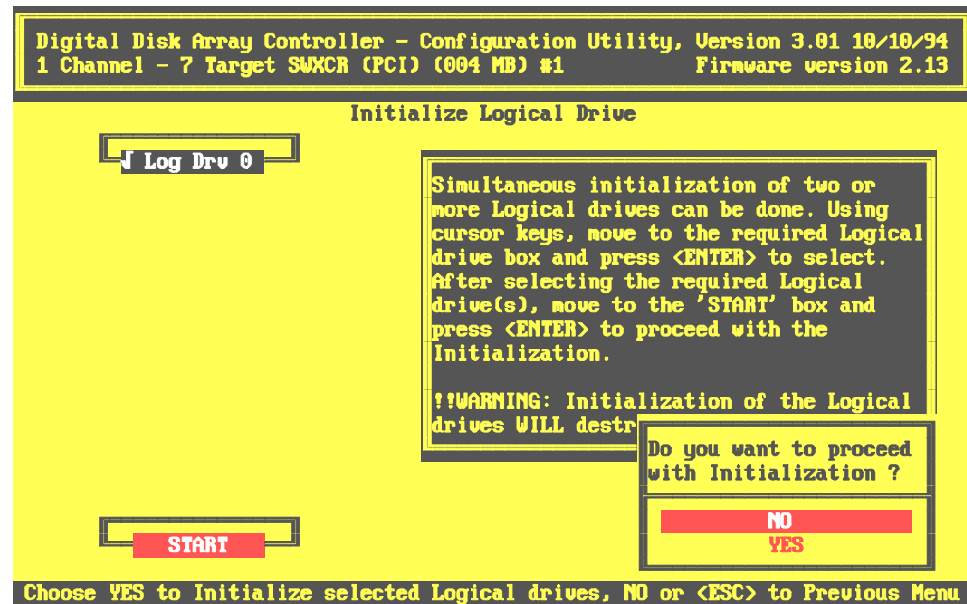 Digital Disk Array Controller - Configuration Utility, Version 3.01 10/10/94
1 Channel - 7 Target SWXCR (PCI) (004 MB) #1 Firmware version 2.13
Initialize Logical Drive
√ Log Drv 0
Simultaneous initialization of two or
more Logical drives can be done. Using
cursor keys, move to the required Logical
drive box and press <ENTER> to select.
After selecting the required Logical
drive(s), move to the 'START' box and
press <ENTER> to proceed with the
Initialization.
!!WARNING: Initialization of the Logical
drives WILL destr
Do you want to proceed
with Initialization ?
NO
YES
START
Choose YES to Initialize selected Logical drives, NO or <ESC> to Previous Menu